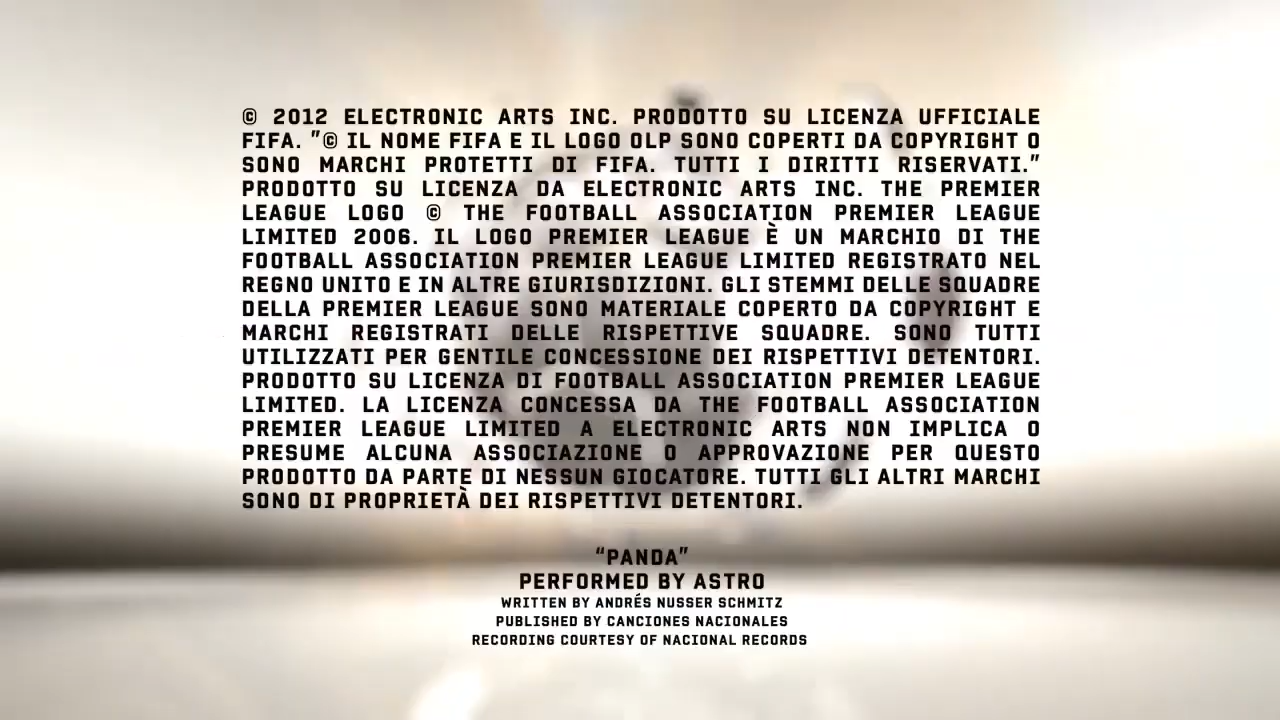 © 2012 ELECTRONIC ARTS INC. PRODOTTO SU LICENZA UFFICIALE
FIFA. "© IL NOME FIFA E IL LOGO OLP SONO COPERTI DA COPYRIGHT O
SONO MARCHI PROTETTI DI FIFA. TUTTI I DIRITTI RISERVATI."
PRODOTTO SU LICENZA DA ELECTRONIC ARTS INC. THE PREMIER
LEAGUE LOGO © THE FOOTBALL ASSOCIATION PREMIER LEAGUE
LIMITED 2006. IL LOGO PREMIER LEAGUE È UN MARCHIO DI THE
FOOTBALL ASSOCIATION PREMIER LEAGUE LIMITED REGISTRATO NEL
REGNO UNITO E IN ALTRE GIURISDIZIONI. GLI STEMMI DELLE SQUADRE
DELLA PREMIER LEAGUE SONO MATERIALE COPERTO DA COPYRIGHT E
MARCHI REGISTRATI DELLE RISPETTIVE SQUADRE. SONO TUTTI
UTILIZZATI PER GENTILE CONCESSIONE DEI RISPETTIVI DETENTORI.
PRODOTTO SU LICENZA DI FOOTBALL ASSOCIATION PREMIER LEAGUE
LIMITED. LA LICENZA CONCESSA DA THE FOOTBALL ASSOCIATION
PREMIER LEAGUE LIMITED A ELECTRONIC ARTS NON IMPLICA O
PRESUME ALCUNA ASSOCIAZIONE O APPROVAZIONE PER QUESTO
PRODOTTO DA PARTE DI NESSUN GIOCATORE. TUTTI GLI ALTRI MARCHI
SONO DI PROPRIETÀ DEI RISPETTIVI DETENTORI.
“PANDA”
PERFORMED BY ASTRO
WRITTEN BY ANDRÉS NUSSER SCHMITZ
PUBLISHED BY CANCIONES NACIONALES
RECORDING COURTESY OF NACIONAL RECORDS